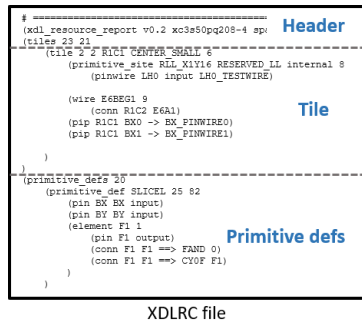 # ==========================================
(xdl_resource_report v0.2 xc3s50pq208-4 Header
(tiles 23 21
(tile 2 2 R1C1 CENTER_SMALL 6
(primitive_site RLL_X1Y16 RESERVED_LL internal 8
(pinwire LH0 input LH0_TESTWIRE)
(wire E6BEG1 9
Tile
(conn R1C2 E6A1)
(pip R1C1 BX0 -> BX_PINWIRE0)
(pip R1C1 BX1 -> BX_PINWIRE1)
)
)
(primitive_defs 20
(primitive_def SLICEL 25 82
(pin BX BX input)
(pin BY BY input)
(element F1 1
(pin F1 output) Primitive defs
(conn F1 F1 ==> FAND 0)
(conn F1 F1 ==> CY0F F1)
)
)
XDLRC file